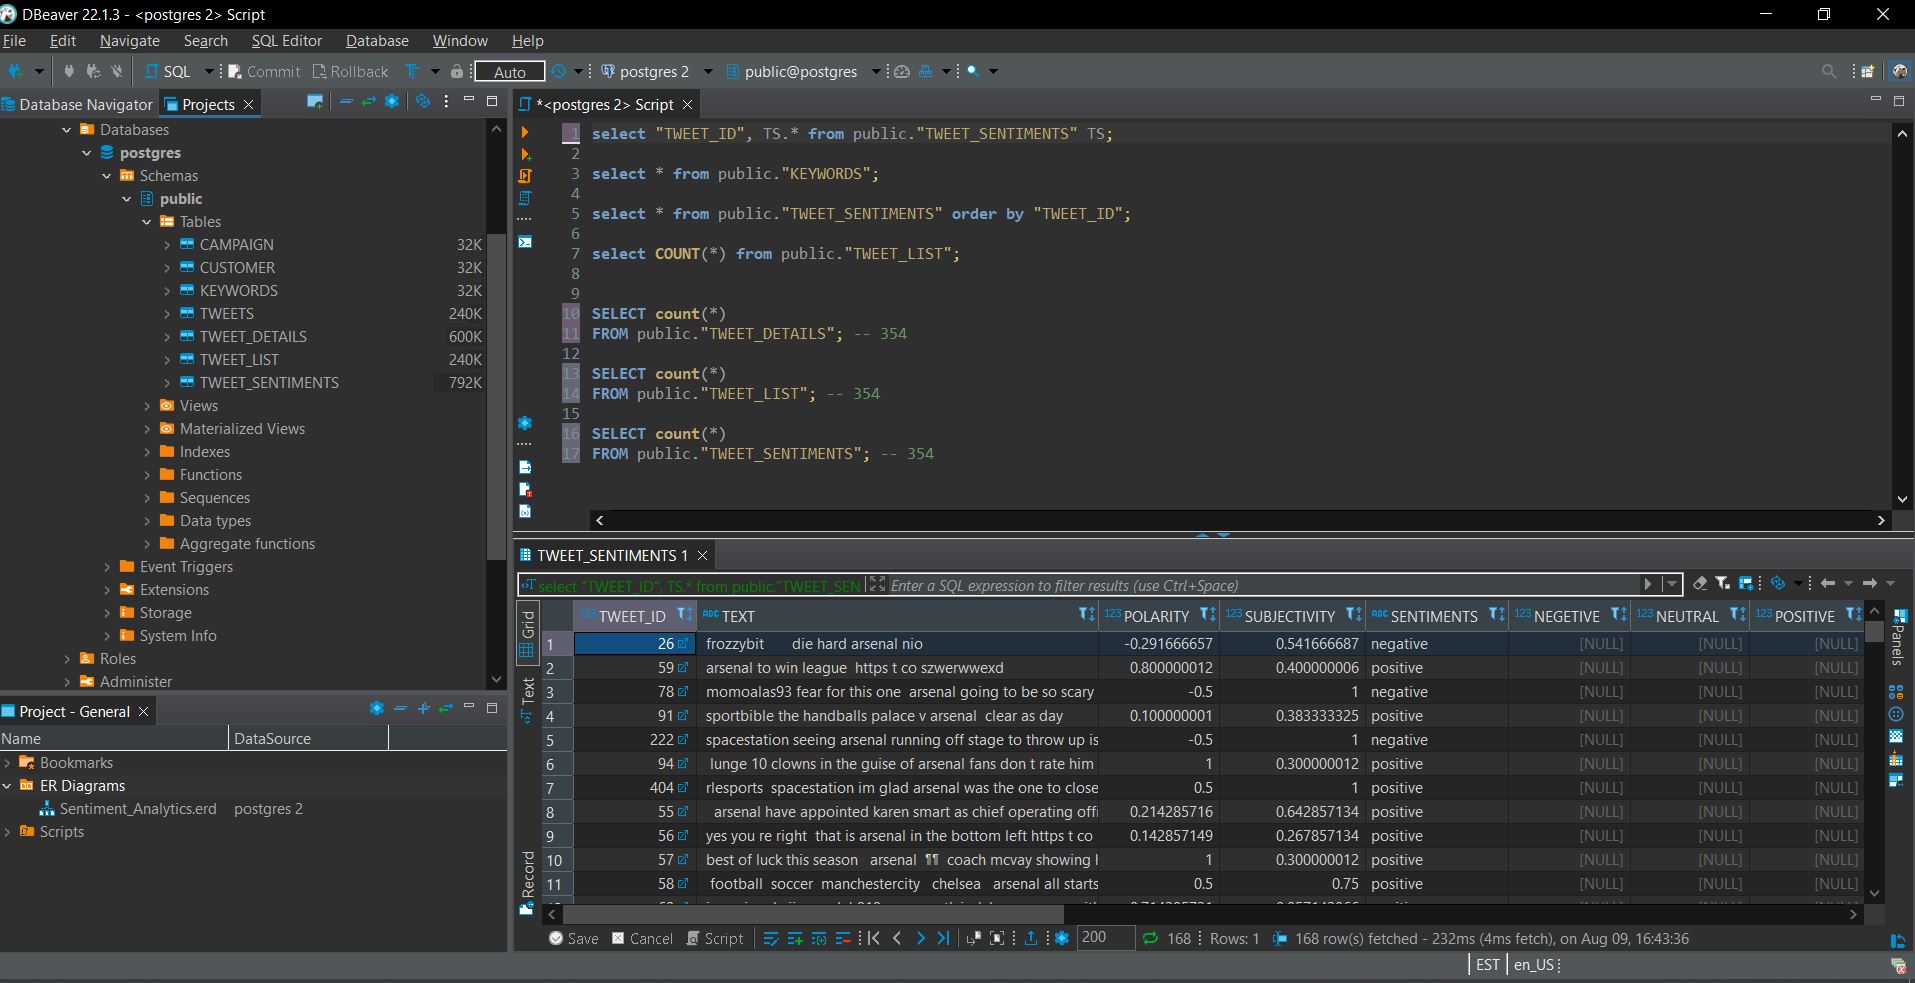 DBeaver 22.1.3 - <postgres 2> Script
File Edit Navigate Search SQL Editor Database Window Help
SQL Commit Rollback Auto postgres 2 public@postgres
Database Navigator Projects
Databases
postgres
Schemas
public
Tables
CAMPAIGN 32K
CUSTOMER 32K
KEYWORDS 32K
TWEETS 240K
TWEET_DETAILS 600K
TWEET_LIST 240K
TWEET_SENTIMENTS 792K
Views
Materialized Views
Indexes
Functions
Sequences
Data types
Aggregate functions
Event Triggers
Extensions
Storage
System Info
Roles
Administer
Project - General
Name DataSource
Bookmarks
ER Diagrams
Sentiment_Analytics.erd postgres 2
Scripts
*<postgres 2> Script
1 select "TWEET_ID", TS.* from public."TWEET_SENTIMENTS" TS;
2
3 select * from public."KEYWORDS";
4
5 select * from public."TWEET_SENTIMENTS" order by "TWEET_ID";
6
7 select COUNT(*) from public."TWEET_LIST";
8
9
10 SELECT count(*)
11 FROM public."TWEET_DETAILS"; -- 354
12
13 SELECT count(*)
14 FROM public."TWEET_LIST"; -- 354
15
16 SELECT count(*)
17 FROM public."TWEET_SENTIMENTS"; -- 354
TWEET_SENTIMENTS 1
select "TWEET_ID", TS.* from public."TWEET_SEN Enter a SQL expression to filter results (use Ctrl+Space)
Grid
Text
Record
Panels
123 TWEET_ID ABC TEXT 123 POLARITY 123 SUBJECTIVITY ABC SENTIMENTS 123 NEGETIVE 123 NEUTRAL 123 POSITIVE
1 26 frozzybit die hard arsenal nio -0.291666657 0.541666687 negative [NULL] [NULL] [NULL]
2 59 arsenal to win league https t co szwerwwexd 0.800000012 0.400000006 positive [NULL] [NULL] [NULL]
3 78 momoalas93 fear for this one arsenal going to be so scary -0.5 1 negative [NULL] [NULL] [NULL]
4 91 sportbible the handballs palace v arsenal clear as day 0.100000001 0.383333325 positive [NULL] [NULL] [NULL]
5 222 spacestation seeing arsenal running off stage to throw up is -0.5 1 negative [NULL] [NULL] [NULL]
6 94 lunge 10 clowns in the guise of arsenal fans don t rate him 1 0.300000012 positive [NULL] [NULL] [NULL]
7 404 rlesports spacestation im glad arsenal was the one to close 0.5 1 positive [NULL] [NULL] [NULL]
8 55 arsenal have appointed karen smart as chief operating offi 0.214285716 0.642857134 positive [NULL] [NULL] [NULL]
9 56 yes you re right that is arsenal in the bottom left https t co 0.142857149 0.267857134 positive [NULL] [NULL] [NULL]
10 57 best of luck this season arsenal ¶¶ coach mcvay showing 1 0.300000012 positive [NULL] [NULL] [NULL]
11 58 football soccer manchestercity chelsea arsenal all starts 0.5 0.75 positive [NULL] [NULL] [NULL]
Save Cancel Script 200 168 Rows: 1 168 row(s) fetched - 232ms (4ms fetch), on Aug 09, 16:43:36
EST en_US